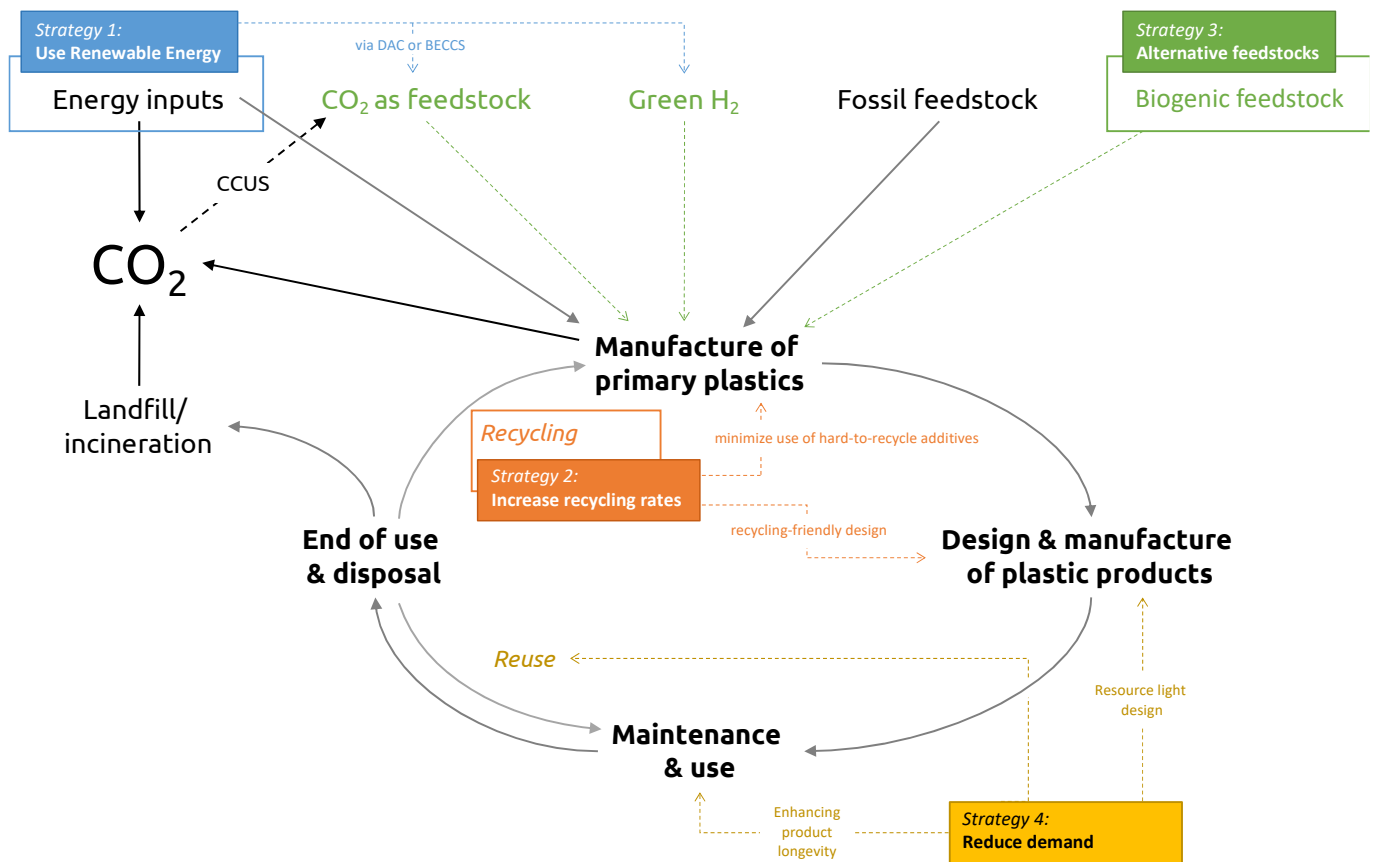 Strategy 1:
Use Renewable Energy
via DAC or BECCS
Strategy 3:
Alternative feedstocks
Energy inputs
CO₂ as feedstock
Green H₂
Fossil feedstock
Biogenic feedstock
CCUS
CO₂
Manufacture of
primary plastics
Landfill/
incineration
Recycling
minimize use of hard-to-recycle additives
Strategy 2:
Increase recycling rates
recycling-friendly design
End of use
& disposal
Design & manufacture
of plastic products
Reuse
Resource light
design
Maintenance
& use
Enhancing
product
longevity
Strategy 4:
Reduce demand